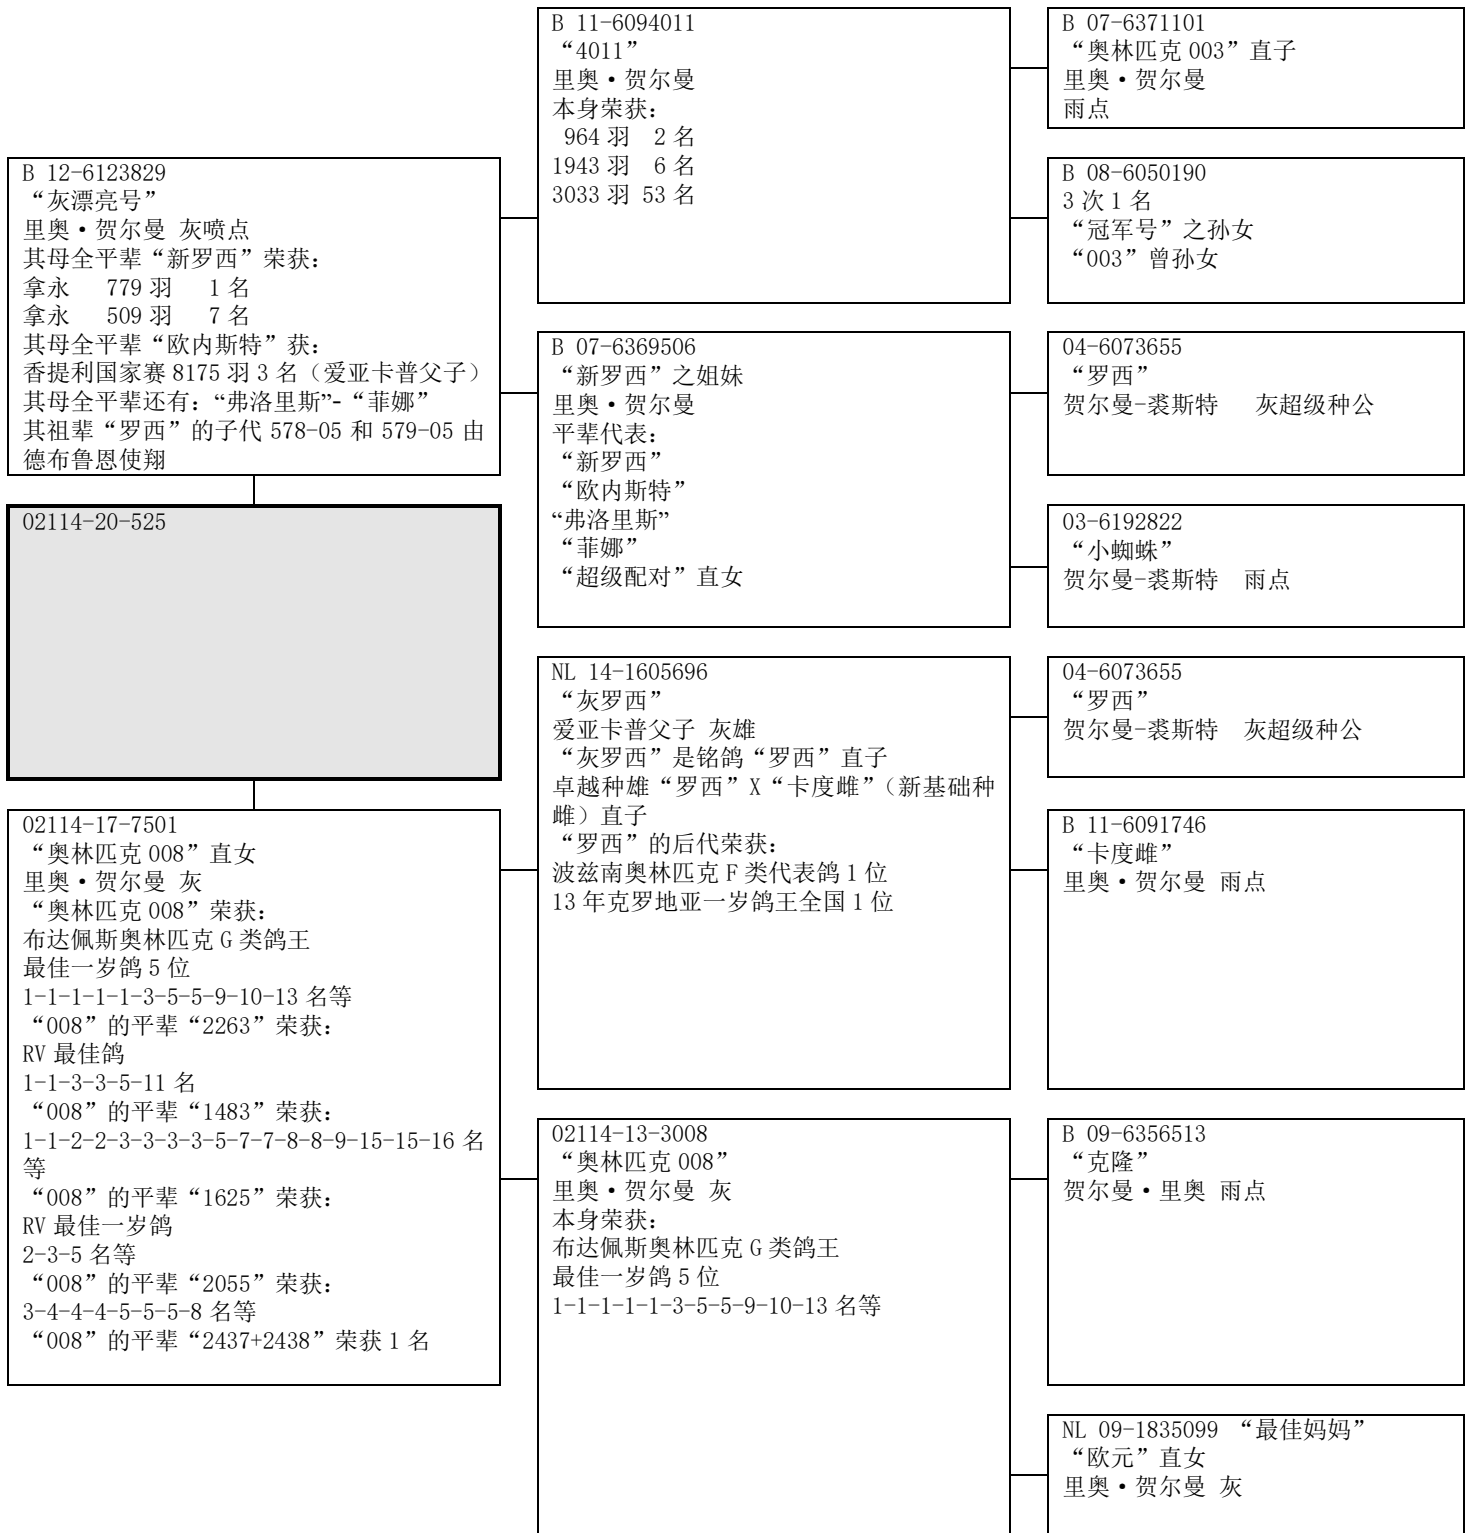 B 12-6123829
“灰漂亮号”
里奥·贺尔曼 灰喷点
其母全平辈“新罗西”荣获:
拿永 779 羽 1 名
拿永 509 羽 7 名
其母全平辈“欧内斯特”获:
香提利国家赛 8175 羽 3 名（爱亚卡普父子）
其母全平辈还有：“弗洛里斯”-“菲娜”
其祖辈“罗西”的子代 578-05 和 579-05 由
德布鲁恩使翔
02114-20-525
02114-17-7501
“奥林匹克 008”直女
里奥·贺尔曼 灰
“奥林匹克 008”荣获:
布达佩斯奥林匹克 G 类鸽王
最佳一岁鸽 5 位
1-1-1-1-1-3-5-5-9-10-13 名等
“008”的平辈“2263”荣获:
RV 最佳鸽
1-1-3-3-5-11 名
“008”的平辈“1483”荣获:
1-1-2-2-3-3-3-3-5-7-7-8-8-9-15-15-16 名
等
“008”的平辈“1625”荣获:
RV 最佳一岁鸽
2-3-5 名等
“008”的平辈“2055”荣获:
3-4-4-4-5-5-5-8 名等
“008”的平辈“2437+2438”荣获 1 名
B 11-6094011
“4011”
里奥·贺尔曼
本身荣获:
964 羽 2 名
1943 羽 6 名
3033 羽 53 名
B 07-6369506
“新罗西”之姐妹
里奥·贺尔曼
平辈代表:
“新罗西”
“欧内斯特”
“弗洛里斯”
“菲娜”
“超级配对”直女
NL 14-1605696
“灰罗西”
爱亚卡普父子 灰雄
“灰罗西”是铭鸽“罗西”直子
卓越种雄“罗西”X“卡度雌”（新基础种
雌）直子
“罗西”的后代荣获:
波兹南奥林匹克 F 类代表鸽 1 位
13 年克罗地亚一岁鸽王全国 1 位
02114-13-3008
“奥林匹克 008”
里奥·贺尔曼 灰
本身荣获:
布达佩斯奥林匹克 G 类鸽王
最佳一岁鸽 5 位
1-1-1-1-1-3-5-5-9-10-13 名等
B 07-6371101
“奥林匹克 003”直子
里奥·贺尔曼
雨点
B 08-6050190
3 次 1 名
“冠军号”之孙女
“003”曾孙女
04-6073655
“罗西”
贺尔曼-裘斯特 灰超级种公
03-6192822
“小蜘蛛”
贺尔曼-裘斯特 雨点
04-6073655
“罗西”
贺尔曼-裘斯特 灰超级种公
B 11-6091746
“卡度雌”
里奥·贺尔曼 雨点
B 09-6356513
“克隆”
贺尔曼·里奥 雨点
NL 09-1835099 “最佳妈妈”
“欧元”直女
里奥·贺尔曼 灰